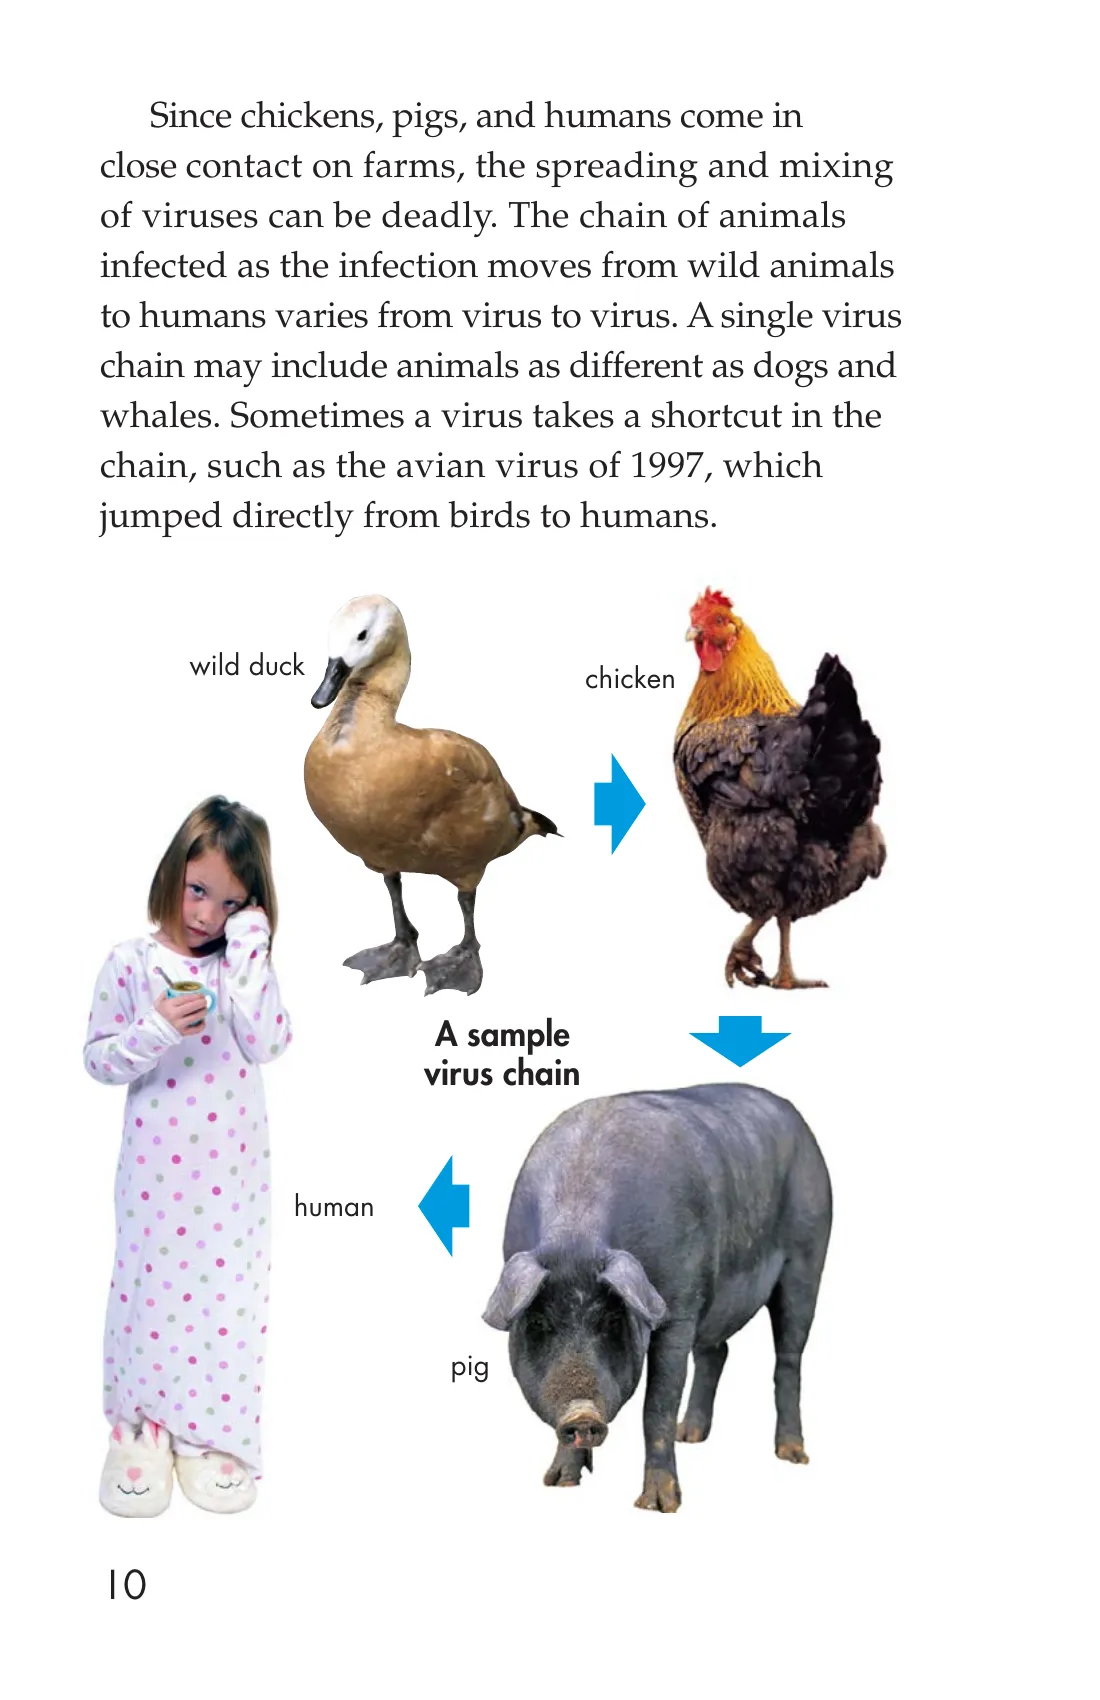 Since chickens, pigs, and humans come in
close contact on farms, the spreading and mixing
of viruses can be deadly. The chain of animals
infected as the infection moves from wild animals
to humans varies from virus to virus. A single virus
chain may include animals as different as dogs and
whales. Sometimes a virus takes a shortcut in the
chain, such as the avian virus of 1997, which
jumped directly from birds to humans.
wild duck
chicken
A sample
virus chain
human
pig
10